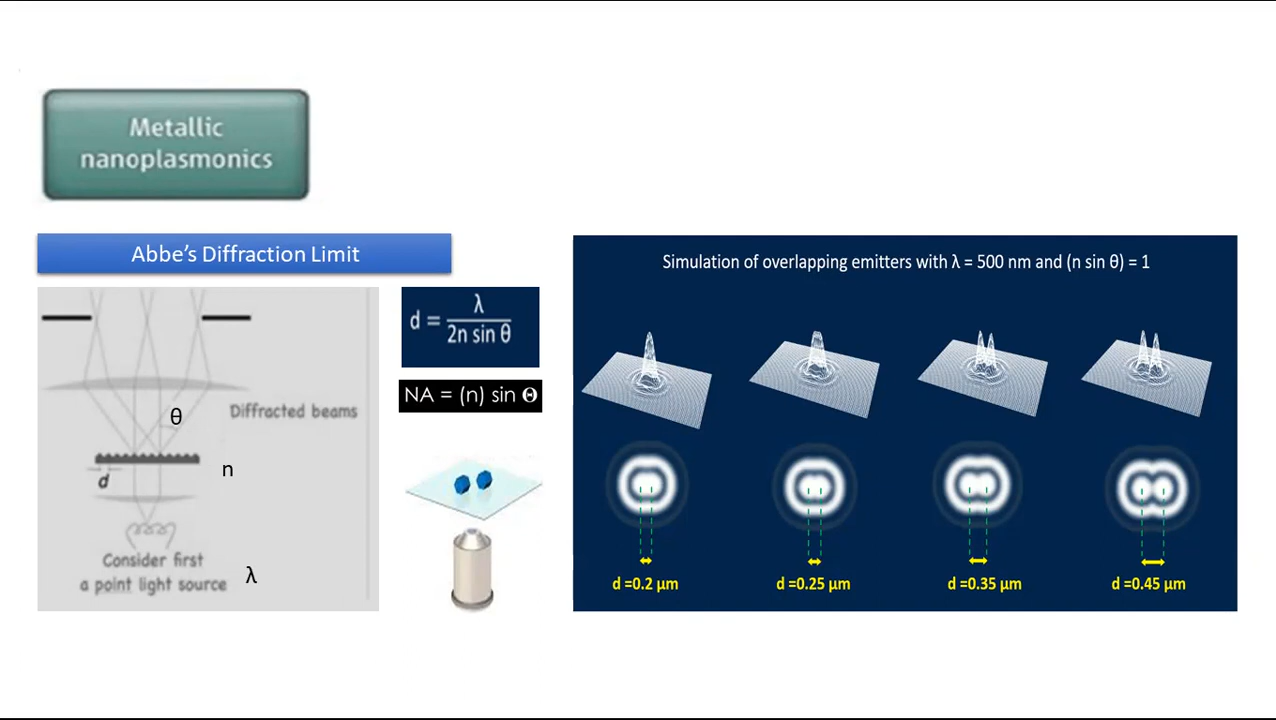 Metallic
nanoplasmonics
Abbe's Diffraction Limit
θ
Diffracted beams
d
n
Consider first
a point light source
λ
d = λ / 2n sin θ
NA = (n) sin Θ
Simulation of overlapping emitters with λ = 500 nm and (n sin θ) = 1
d =0.2 µm
d =0.25 µm
d =0.35 µm
d =0.45 µm